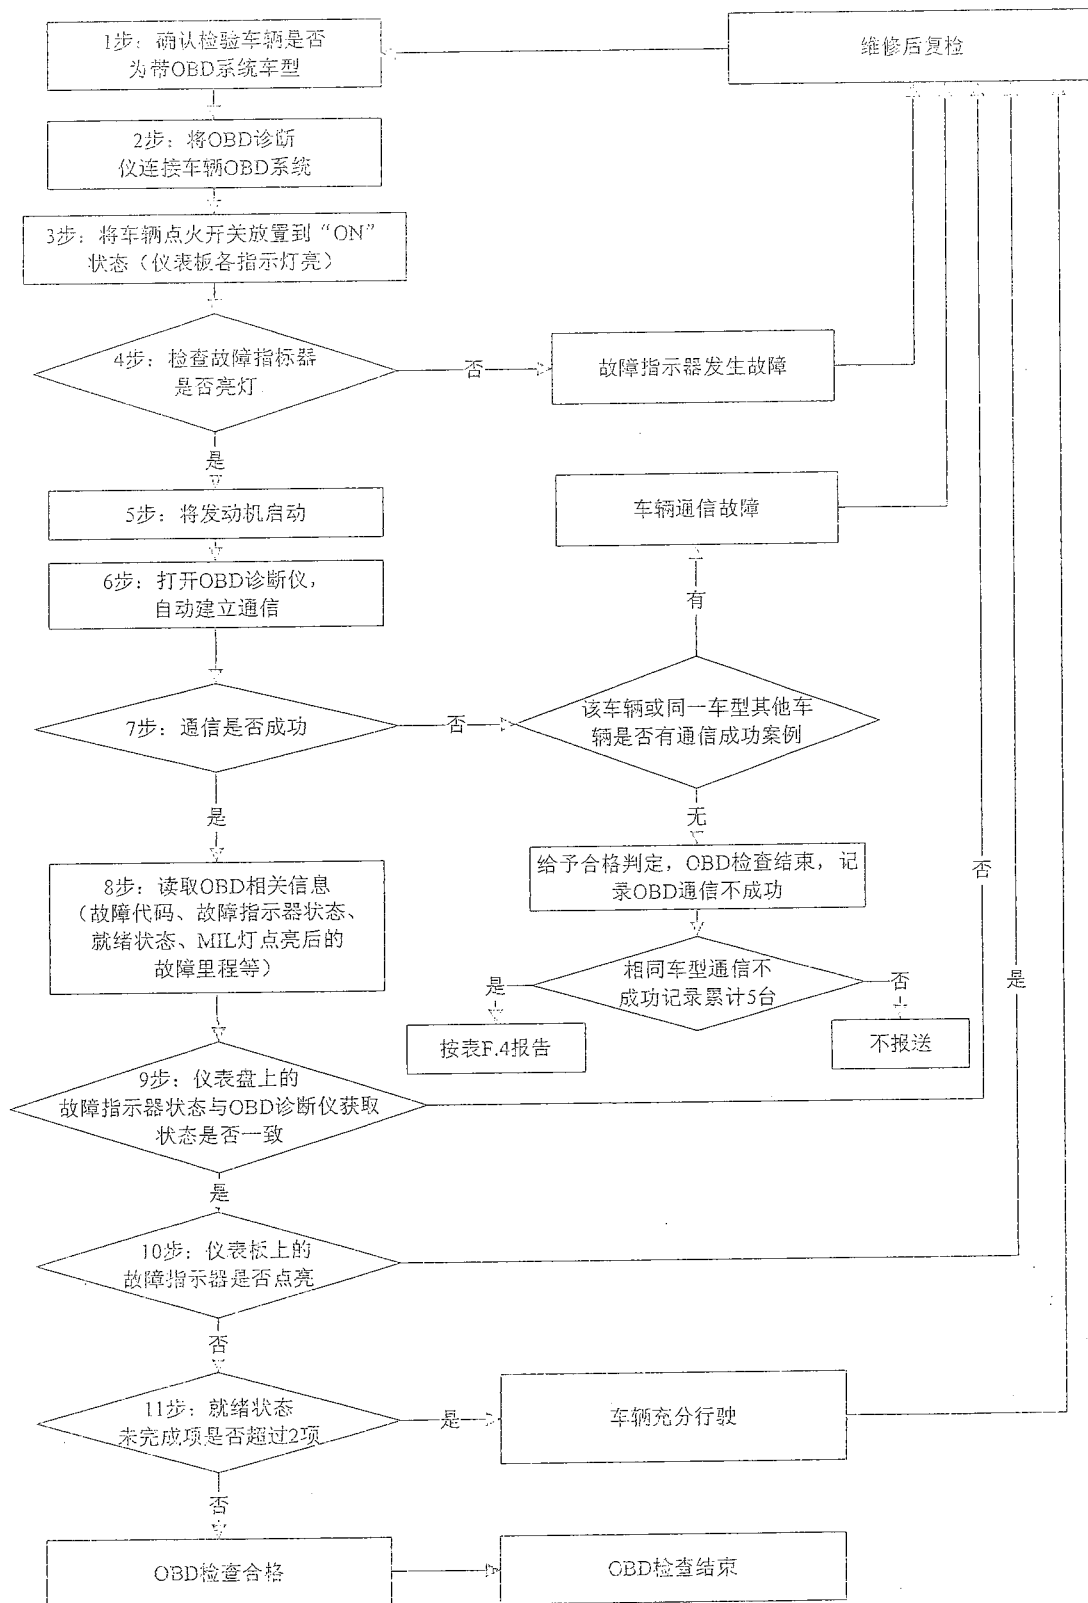 1步：确认检验车辆是否
为带OBD系统车型
维修后复检
2步：将OBD诊断
仪连接车辆OBD系统
3步：将车辆点火开关放置到“ON”
状态（仪表板各指示灯亮）
4步：检查故障指标器
是否亮灯
否
故障指示器发生故障
是
5步：将发动机启动
车辆通信故障
6步：打开OBD诊断仪，
自动建立通信
有
7步：通信是否成功
否
该车辆或同一车型其他车
辆是否有通信成功案例
是
无
8步：读取OBD相关信息
（故障代码、故障指示器状态、
就绪状态、MIL灯点亮后的
故障里程等）
给予合格判定，OBD检查结束，记
录OBD通信不成功
否
相同车型通信不
成功记录累计5台
是
否
是
按表F.4报告
不报送
9步：仪表盘上的
故障指示器状态与OBD诊断仪获取
状态是否一致
是
10步：仪表板上的
故障指示器是否点亮
否
11步：就绪状态
未完成项是否超过2项
是
车辆充分行驶
否
OBD检查合格
OBD检查结束